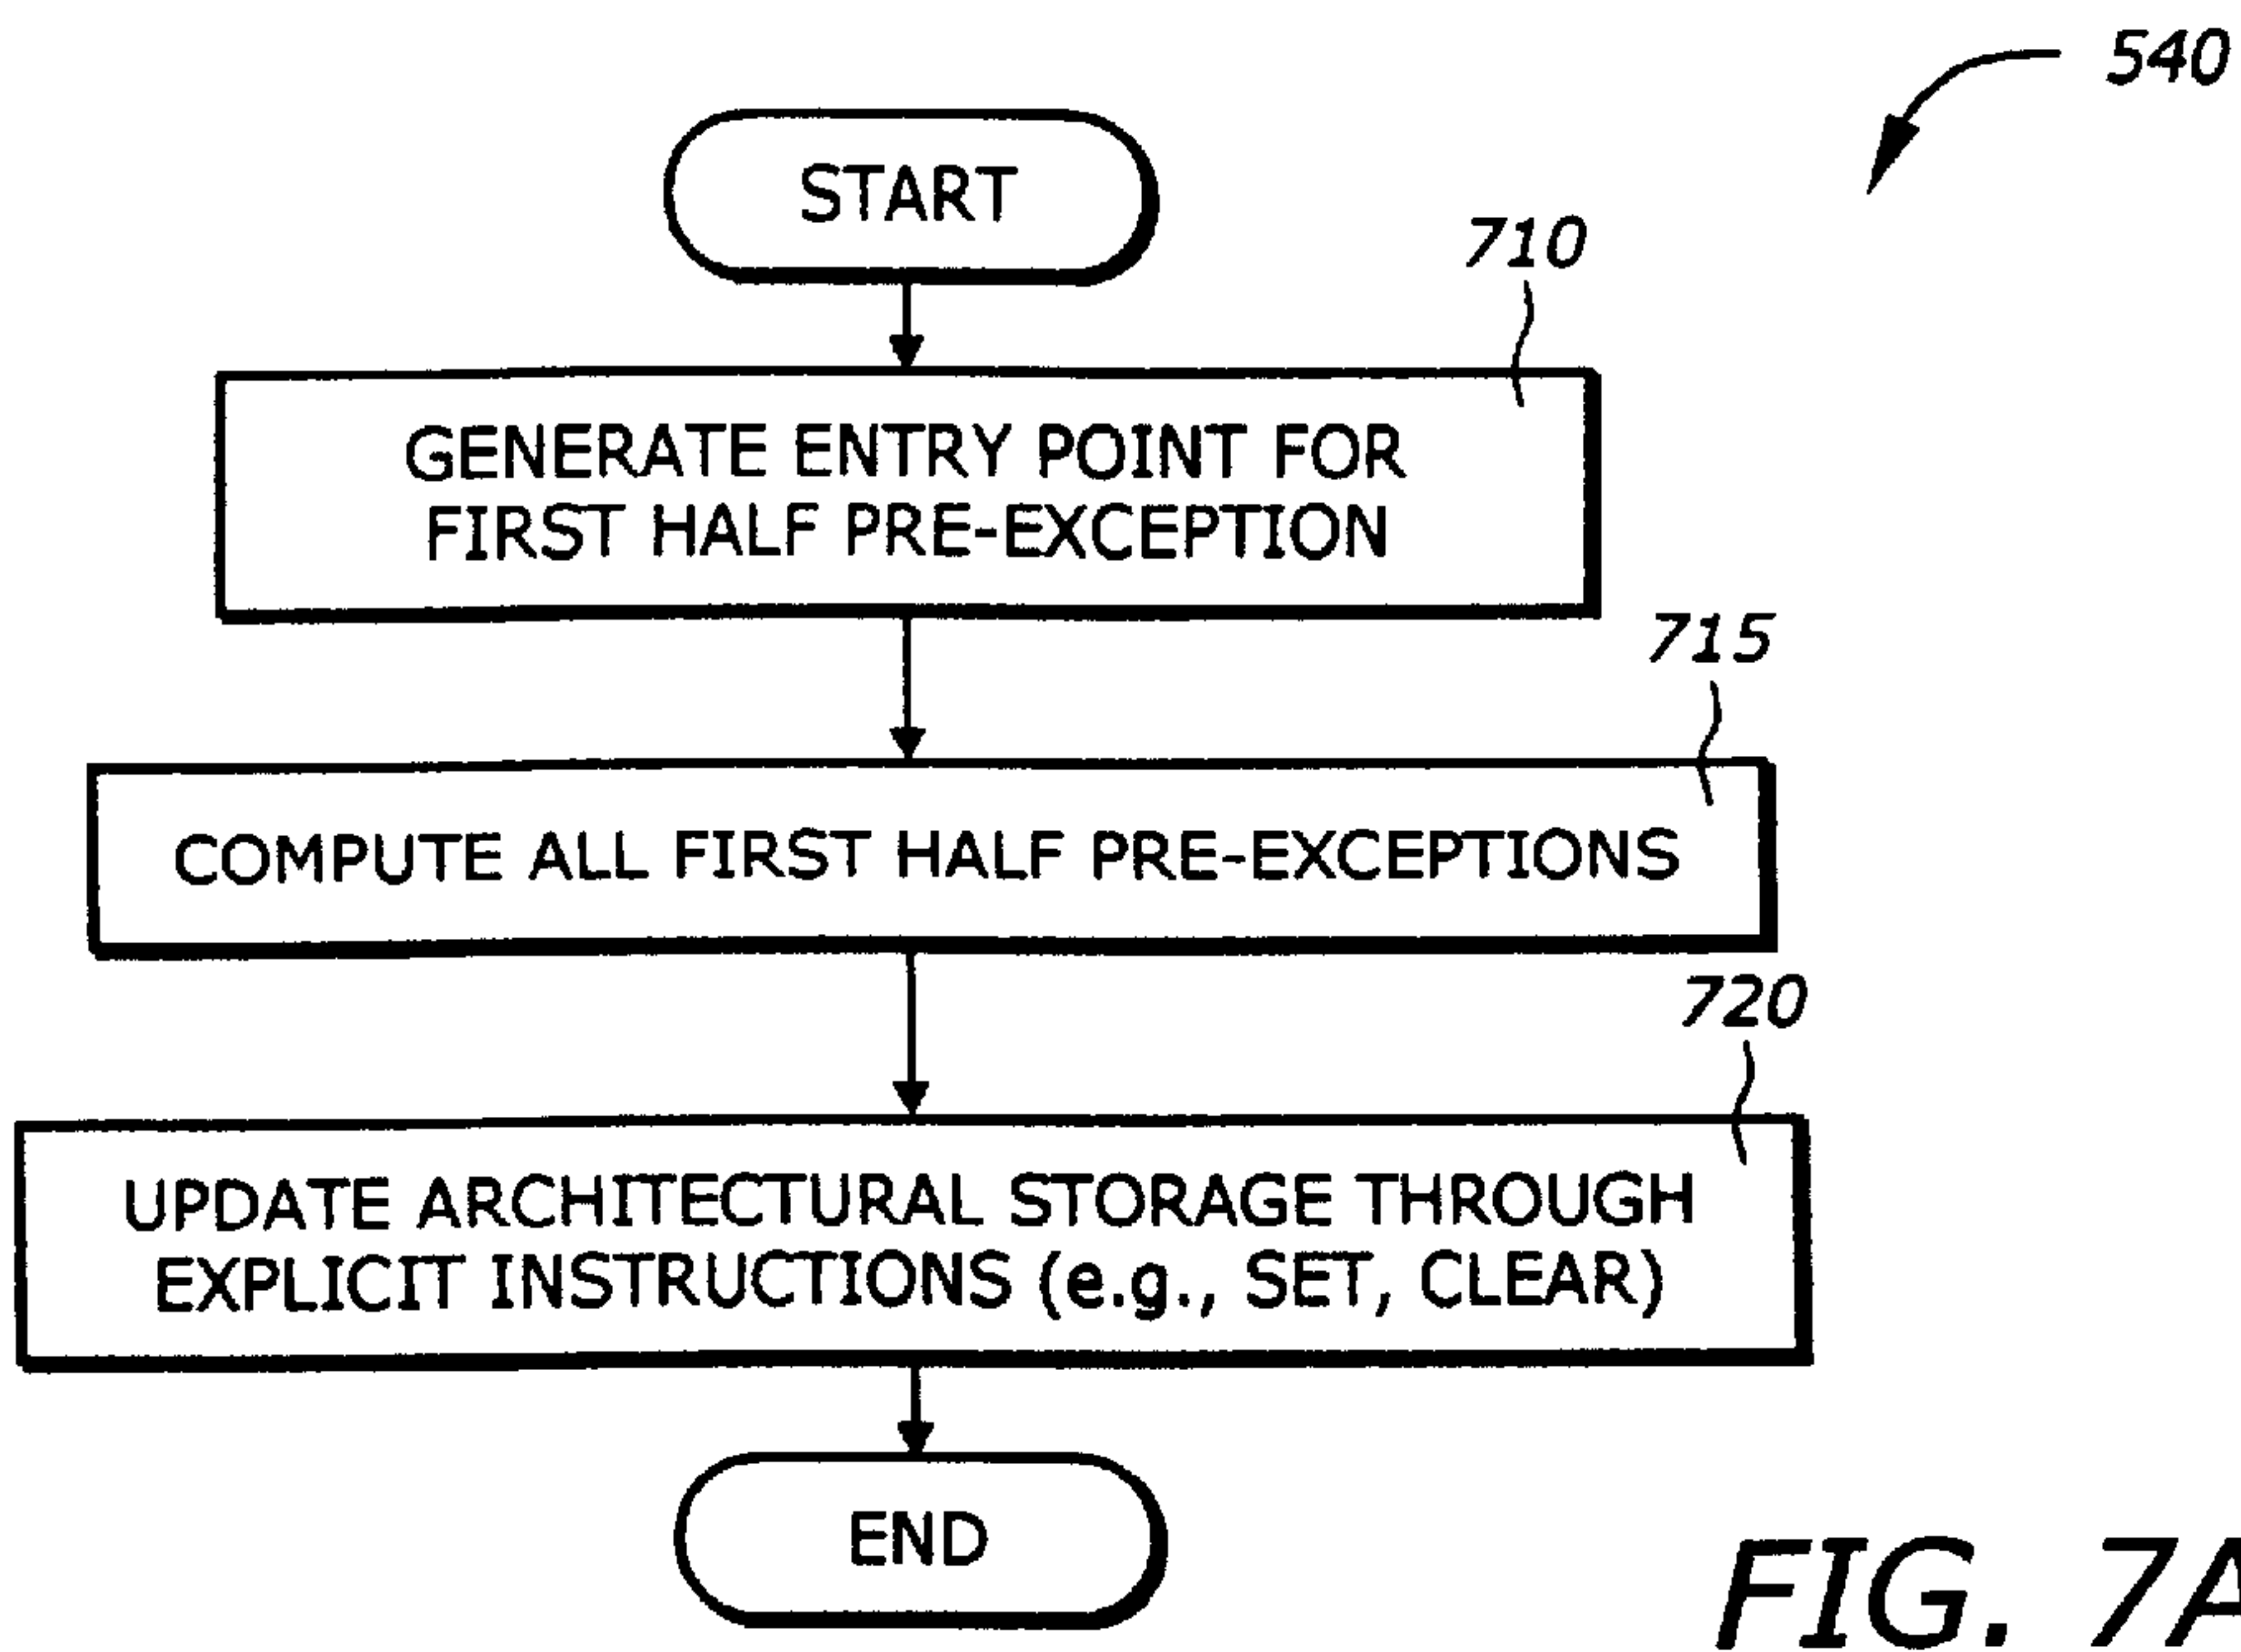 540
START
710
GENERATE ENTRY POINT FOR
FIRST HALF PRE-EXCEPTION
715
COMPUTE ALL FIRST HALF PRE-EXCEPTIONS
720
UPDATE ARCHITECTURAL STORAGE THROUGH
EXPLICIT INSTRUCTIONS (e.g., SET, CLEAR)
END
FIG. 7A